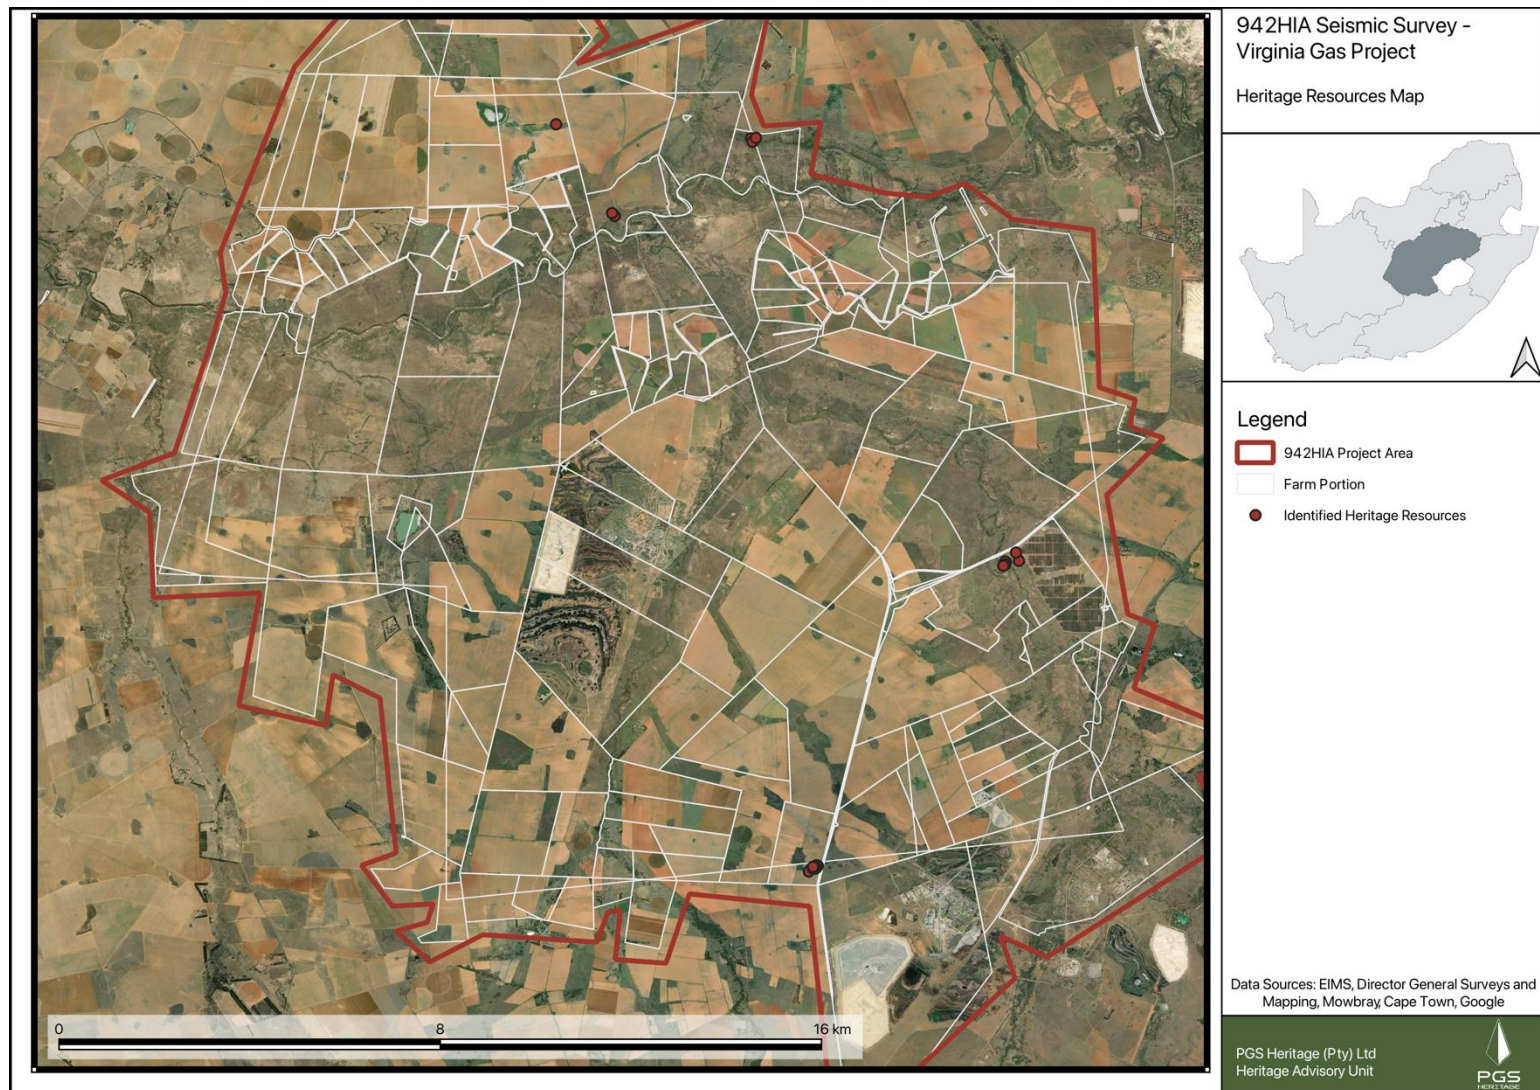 942HIA Seismic Survey -
Virginia Gas Project
Heritage Resources Map
Legend
942HIA Project Area
Farm Portion
Identified Heritage Resources
0 8 16 km
Data Sources: EIMS, Director General Surveys and
Mapping, Mowbray, Cape Town, Google
PGS Heritage (Pty) Ltd
Heritage Advisory Unit
PGS
HERITAGE